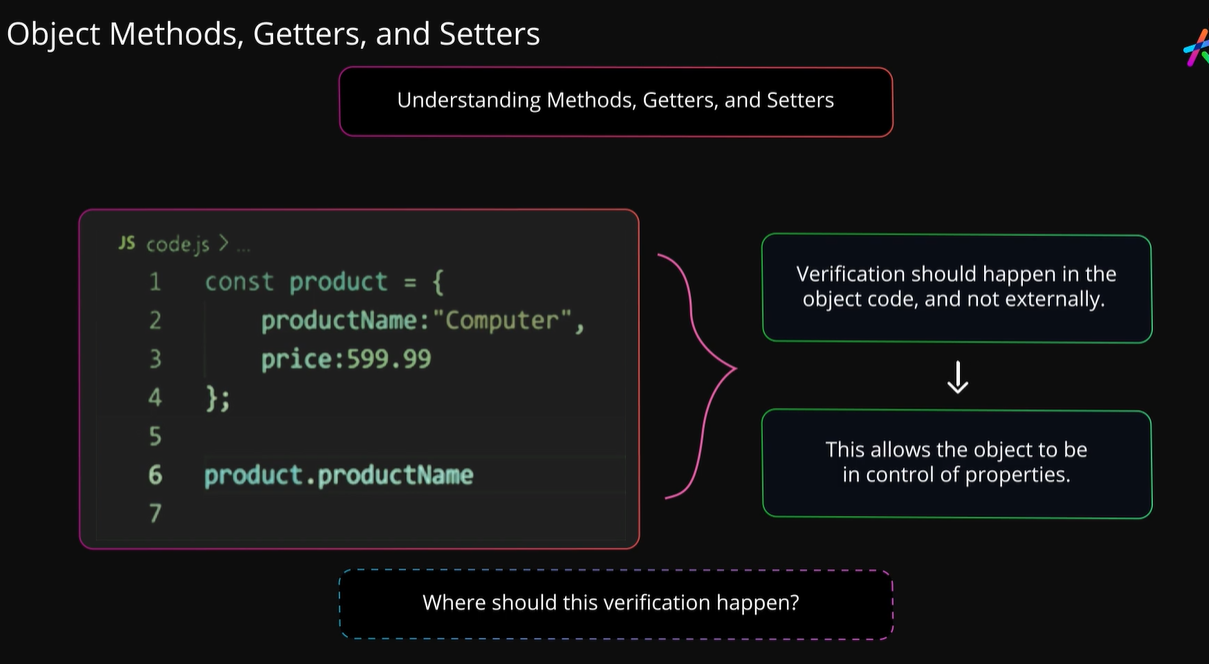 Object Methods, Getters, and Setters
Understanding Methods, Getters, and Setters
JS code.js > ...
1 const product = {
2 productName:"Computer",
3 price:599.99
4 };
5
6 product.productName
7
Verification should happen in the
object code, and not externally.
↓
This allows the object to be
in control of properties.
Where should this verification happen?